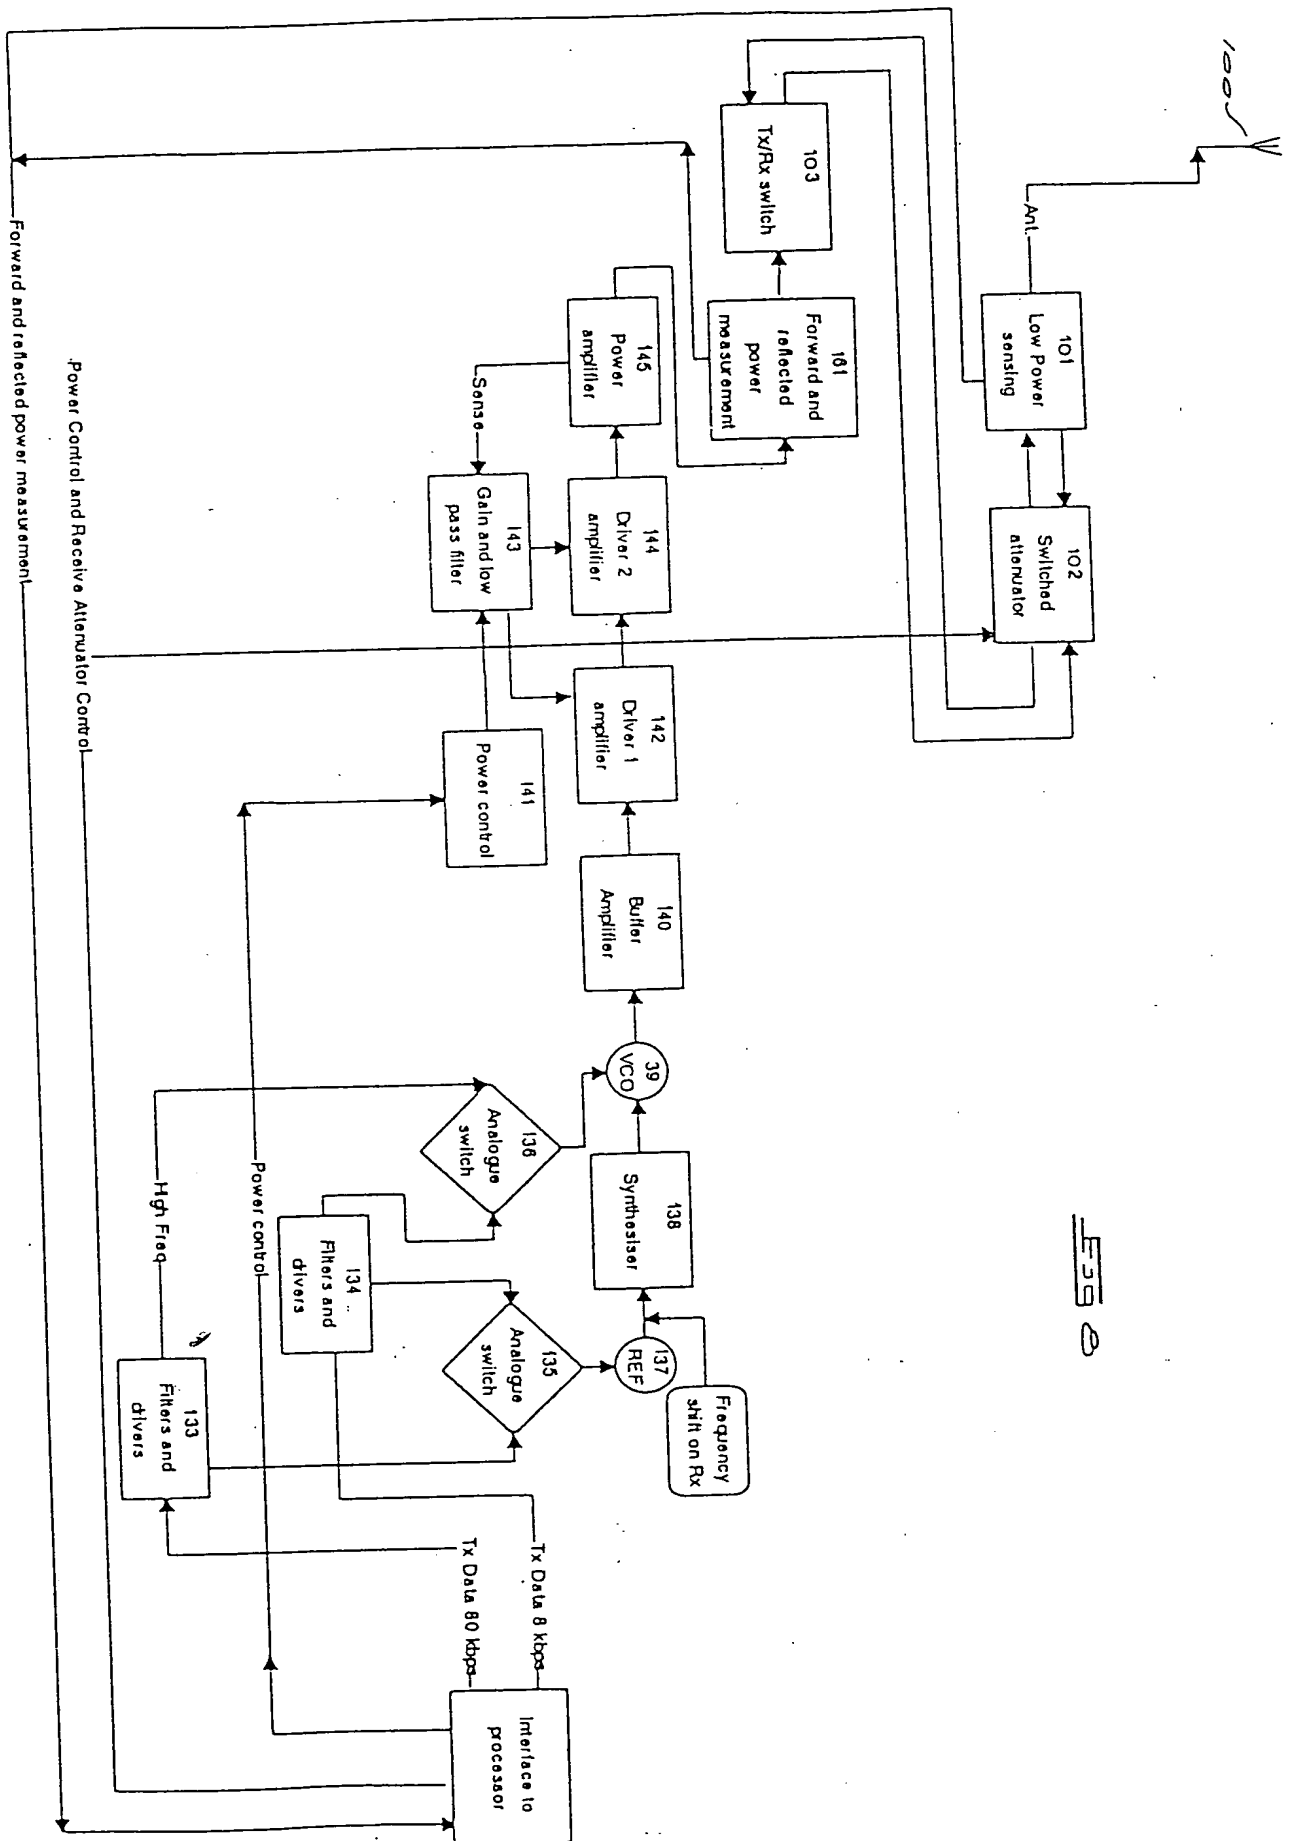 100
Ant.
101
Low Power
sensing
102
Switched
attenuator
103
Tx/Rx switch
161
Forward and
reflected
power
measurement
145
Power
amplifier
Sense
144
Driver 2
amplifier
143
Gain and low
pass filter
142
Driver 1
amplifier
141
Power control
140
Buffer
Amplifier
39
VCO
138
Synthesiser
137
REF
Frequency
shift on Rx
136
Analogue
switch
135
Analogue
switch
134
Filters and
drivers
133
Filters and
drivers
High Freq
Power control
Tx Data 8 kbps
Tx Data 80 kbps
Interface to
processor
Power Control and Receive Attenuator Control
Forward and reflected power measurement